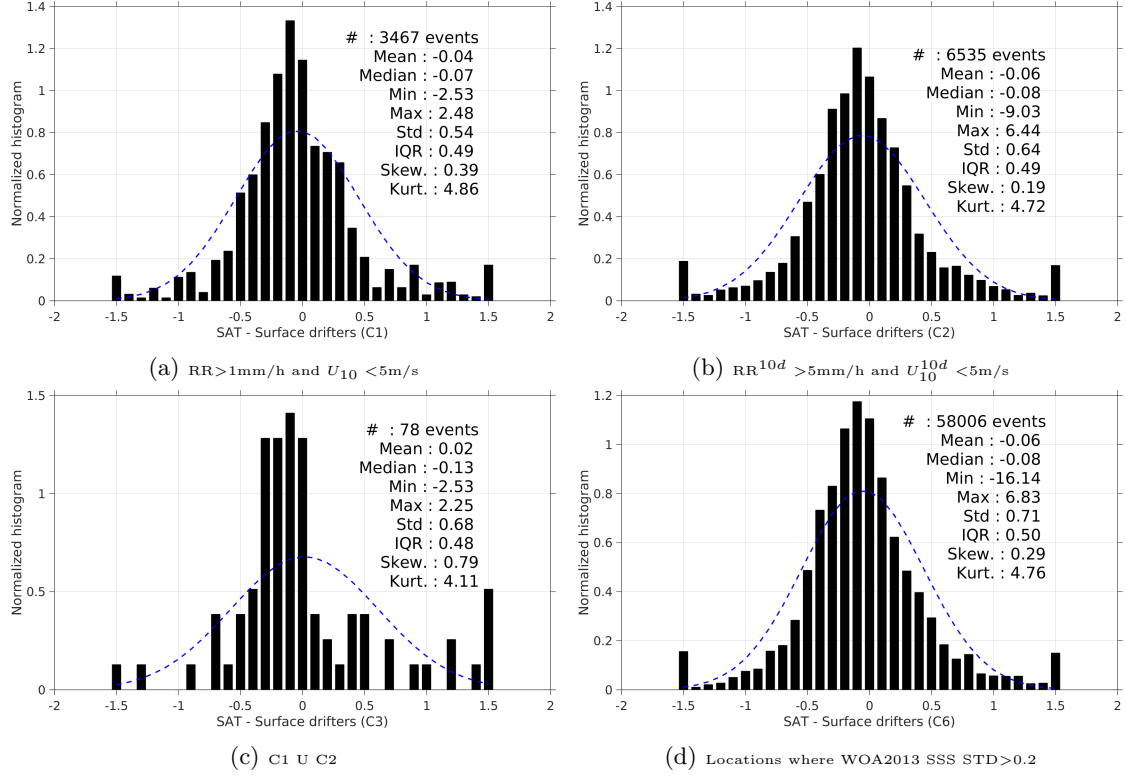 1.4
1.2
1
0.8
0.6
0.4
0.2
0
Normalized histogram
# : 3467 events
Mean : -0.04
Median : -0.07
Min : -2.53
Max : 2.48
Std : 0.54
IQR : 0.49
Skew. : 0.39
Kurt. : 4.86
-2 -1.5 -1 -0.5 0 0.5 1 1.5 2
SAT - Surface drifters (C1)
(a) RR>1mm/h and U10 <5m/s
1.4
1.2
1
0.8
0.6
0.4
0.2
0
Normalized histogram
# : 6535 events
Mean : -0.06
Median : -0.08
Min : -9.03
Max : 6.44
Std : 0.64
IQR : 0.49
Skew. : 0.19
Kurt. : 4.72
-2 -1.5 -1 -0.5 0 0.5 1 1.5 2
SAT - Surface drifters (C2)
(b) RR10d >5mm/h and U10d10 <5m/s
1.5
1
0.5
0
Normalized histogram
# : 78 events
Mean : 0.02
Median : -0.13
Min : -2.53
Max : 2.25
Std : 0.68
IQR : 0.48
Skew. : 0.79
Kurt. : 4.11
-2 -1.5 -1 -0.5 0 0.5 1 1.5 2
SAT - Surface drifters (C3)
(c) C1 U C2
1.2
1
0.8
0.6
0.4
0.2
0
Normalized histogram
# : 58006 events
Mean : -0.06
Median : -0.08
Min : -16.14
Max : 6.83
Std : 0.71
IQR : 0.50
Skew. : 0.29
Kurt. : 4.76
-2 -1.5 -1 -0.5 0 0.5 1 1.5 2
SAT - Surface drifters (C6)
(d) Locations where WOA2013 SSS STD>0.2